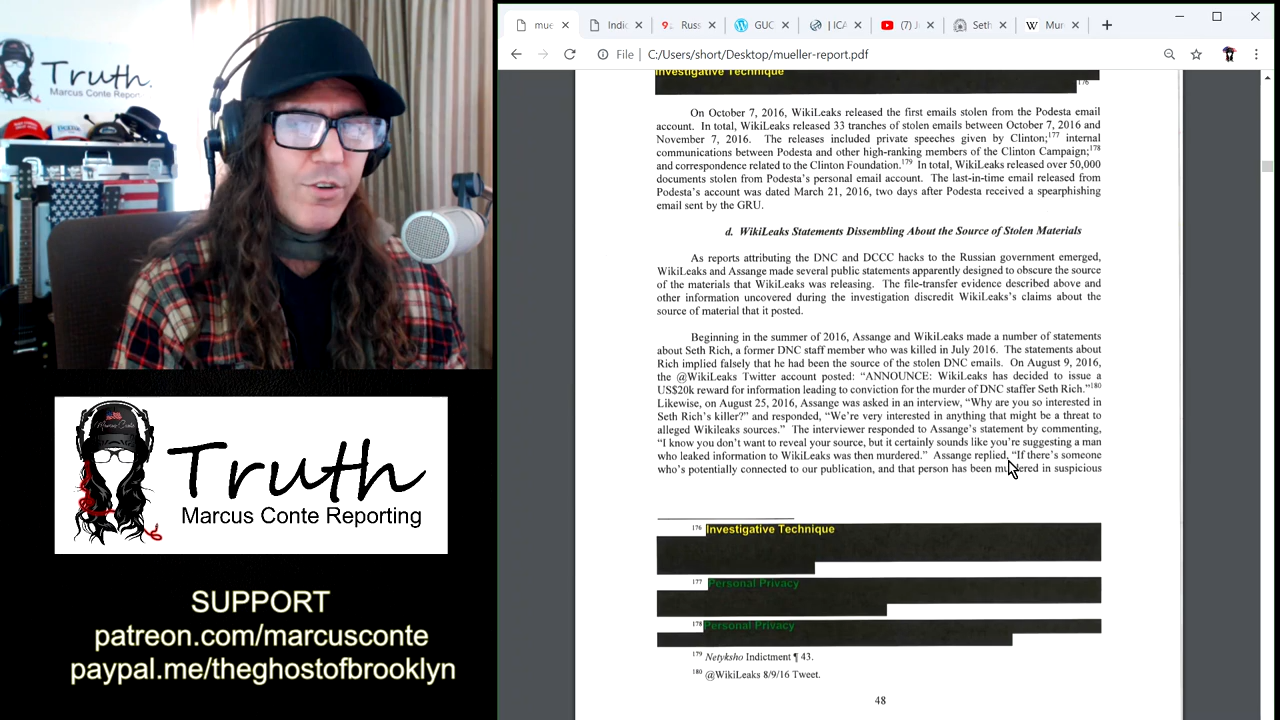 Truth.
Marcus Conte Repor
Marcus Conte
Truth
Marcus Conte Reporting
SUPPORT
patreon.com/marcusconte
paypal.me/theghostofbrooklyn
mue
Indic
Russ
GUC
ICA
(7) J
Seth
Mur
File | C:/Users/short/Desktop/mueller-report.pdf
Investigative Technique
176
On October 7, 2016, WikiLeaks released the first emails stolen from the Podesta email
account. In total, WikiLeaks released 33 tranches of stolen emails between October 7, 2016 and
November 7, 2016. The releases included private speeches given by Clinton;177 internal
communications between Podesta and other high-ranking members of the Clinton Campaign;178
and correspondence related to the Clinton Foundation.179 In total, WikiLeaks released over 50,000
documents stolen from Podesta's personal email account. The last-in-time email released from
Podesta's account was dated March 21, 2016, two days after Podesta received a spearphishing
email sent by the GRU.
d. WikiLeaks Statements Dissembling About the Source of Stolen Materials
As reports attributing the DNC and DCCC hacks to the Russian government emerged,
WikiLeaks and Assange made several public statements apparently designed to obscure the source
of the materials that WikiLeaks was releasing. The file-transfer evidence described above and
other information uncovered during the investigation discredit WikiLeaks's claims about the
source of material that it posted.
Beginning in the summer of 2016, Assange and WikiLeaks made a number of statements
about Seth Rich, a former DNC staff member who was killed in July 2016. The statements about
Rich implied falsely that he had been the source of the stolen DNC emails. On August 9, 2016,
the @WikiLeaks Twitter account posted: "ANNOUNCE: WikiLeaks has decided to issue a
US$20k reward for information leading to conviction for the murder of DNC staffer Seth Rich."180
Likewise, on August 25, 2016, Assange was asked in an interview, "Why are you so interested in
Seth Rich's killer?" and responded, "We're very interested in anything that might be a threat to
alleged Wikileaks sources." The interviewer responded to Assange's statement by commenting,
"I know you don't want to reveal your source, but it certainly sounds like you're suggesting a man
who leaked information to WikiLeaks was then murdered." Assange replied, "If there's someone
who's potentially connected to our publication, and that person has been murdered in suspicious
176 Investigative Technique
177 Personal Privacy
178 Personal Privacy
179 Netyksho Indictment ¶ 43.
180 @WikiLeaks 8/9/16 Tweet.
48